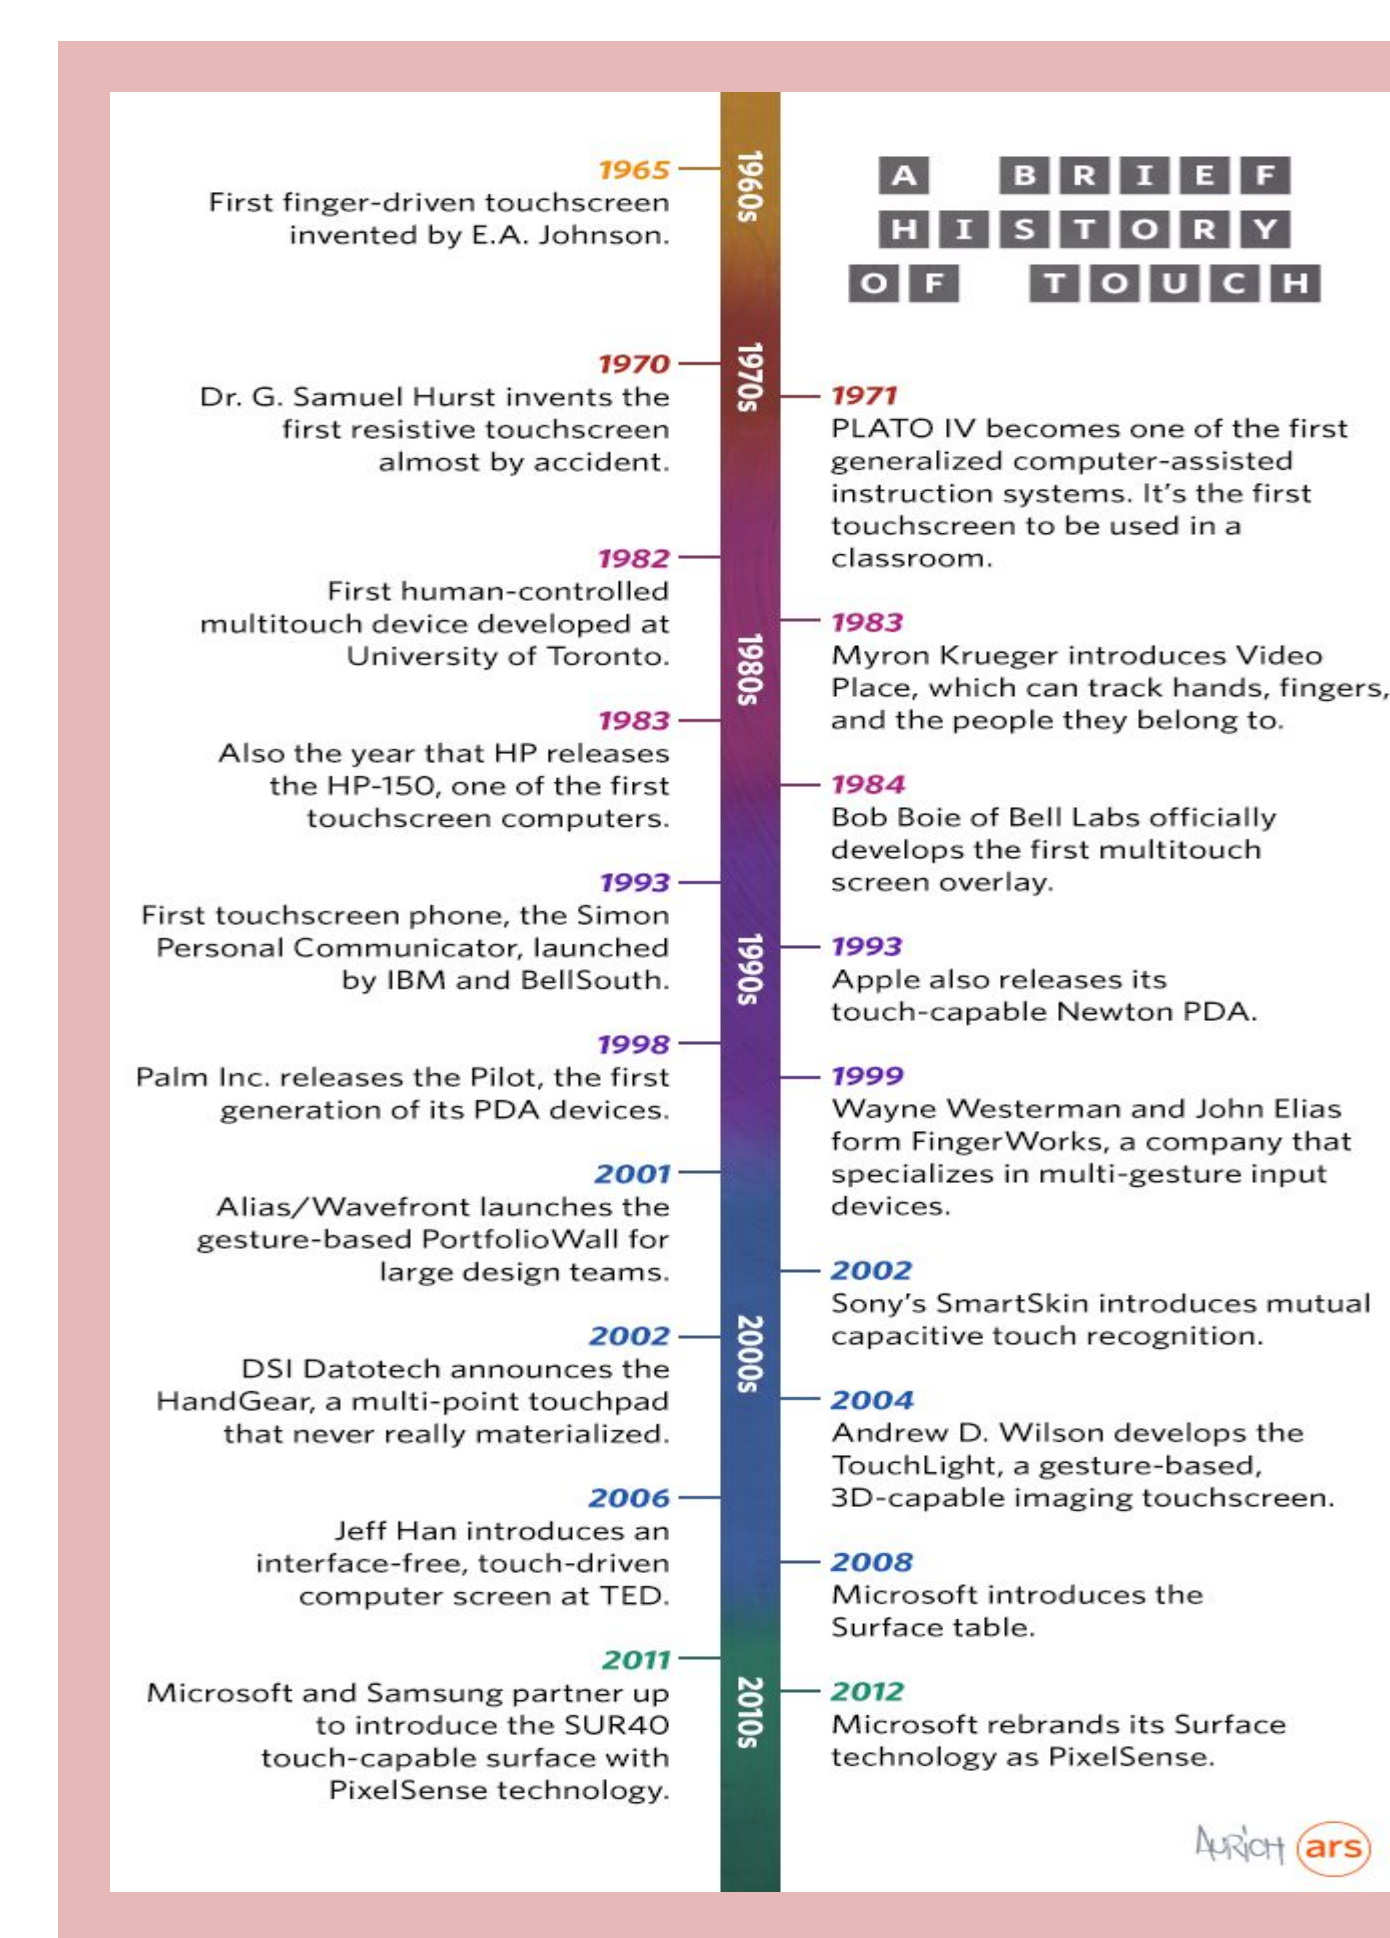 A BRIEF
HISTORY
OF TOUCH
1960s
1965
First finger-driven touchscreen
invented by E.A. Johnson.
1970s
1970
Dr. G. Samuel Hurst invents the
first resistive touchscreen
almost by accident.
1971
PLATO IV becomes one of the first
generalized computer-assisted
instruction systems. It's the first
touchscreen to be used in a
classroom.
1980s
1982
First human-controlled
multitouch device developed at
University of Toronto.
1983
Myron Krueger introduces Video
Place, which can track hands, fingers,
and the people they belong to.
1983
Also the year that HP releases
the HP-150, one of the first
touchscreen computers.
1984
Bob Boie of Bell Labs officially
develops the first multitouch
screen overlay.
1990s
1993
First touchscreen phone, the Simon
Personal Communicator, launched
by IBM and BellSouth.
1993
Apple also releases its
touch-capable Newton PDA.
1998
Palm Inc. releases the Pilot, the first
generation of its PDA devices.
1999
Wayne Westerman and John Elias
form FingerWorks, a company that
specializes in multi-gesture input
devices.
2000s
2001
Alias/Wavefront launches the
gesture-based PortfolioWall for
large design teams.
2002
Sony's SmartSkin introduces mutual
capacitive touch recognition.
2002
DSI Datotech announces the
HandGear, a multi-point touchpad
that never really materialized.
2004
Andrew D. Wilson develops the
TouchLight, a gesture-based,
3D-capable imaging touchscreen.
2006
Jeff Han introduces an
interface-free, touch-driven
computer screen at TED.
2008
Microsoft introduces the
Surface table.
2010s
2011
Microsoft and Samsung partner up
to introduce the SUR40
touch-capable surface with
PixelSense technology.
2012
Microsoft rebrands its Surface
technology as PixelSense.
AURICH ars